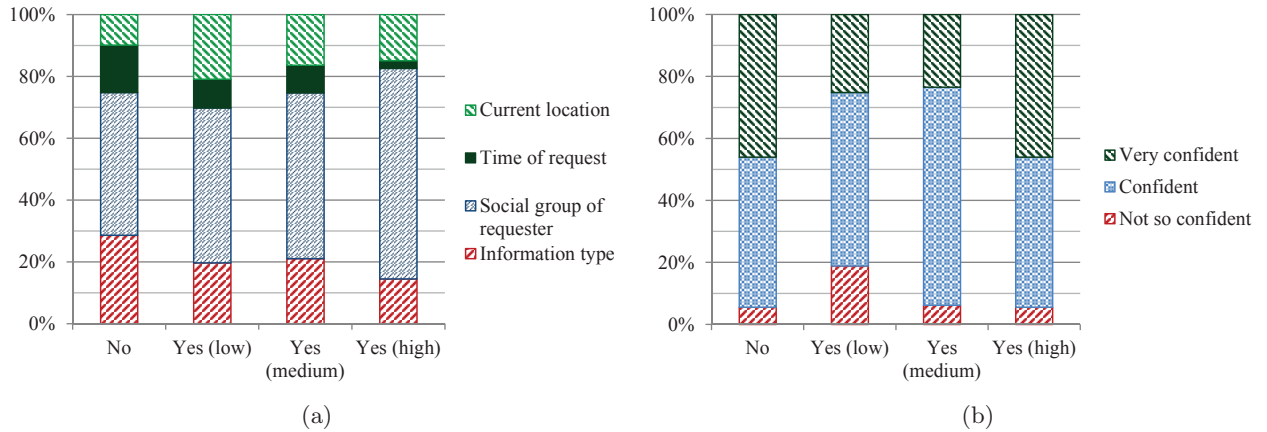 100%
80%
60%
40%
20%
0%
No
Yes (low)
Yes
(medium)
Yes (high)
Current location
Time of request
Social group of
requester
Information type
(a)
100%
80%
60%
40%
20%
0%
No
Yes (low)
Yes
(medium)
Yes (high)
Very confident
Confident
Not so confident
(b)